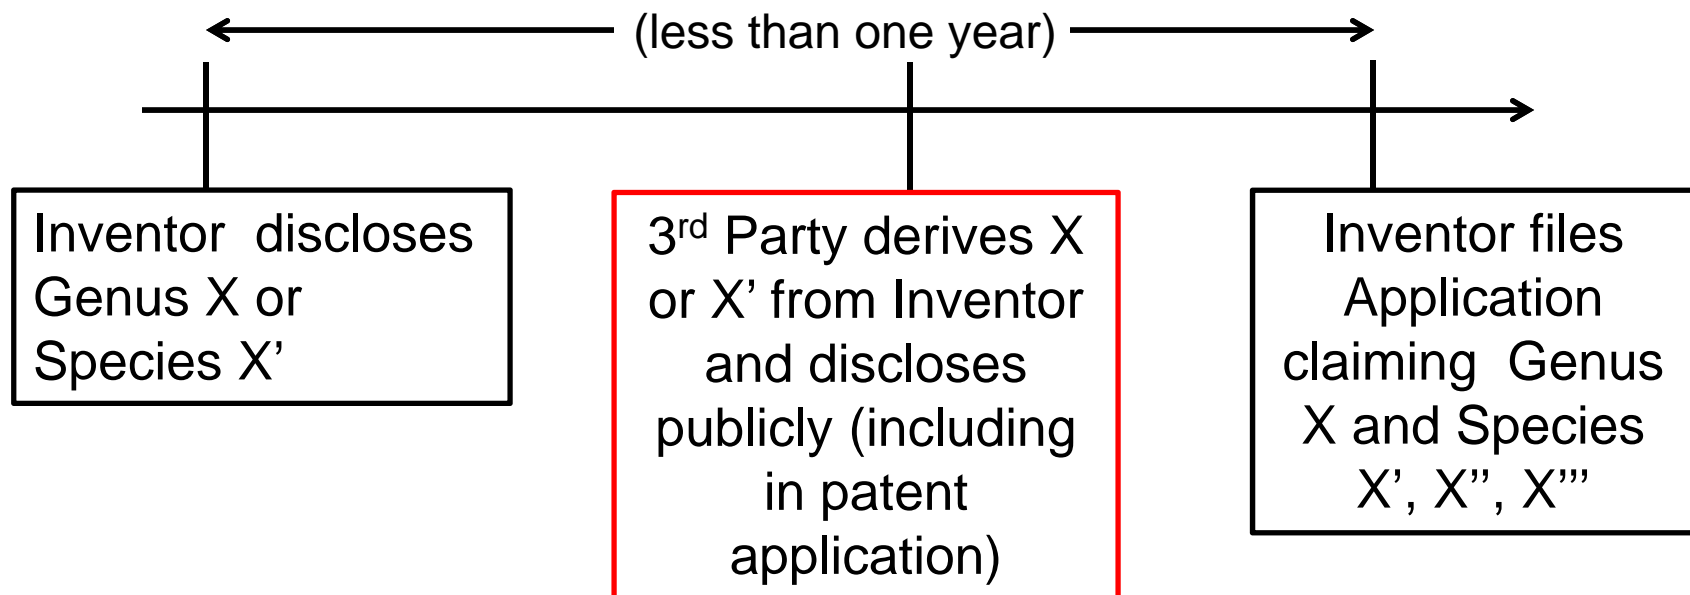 (less than one year)
Inventor discloses
Genus X or
Species X’
3rd Party derives X
or X’ from Inventor
and discloses
publicly (including
in patent
application)
Inventor files
Application
claiming Genus
X and Species
X’, X’’, X’’’